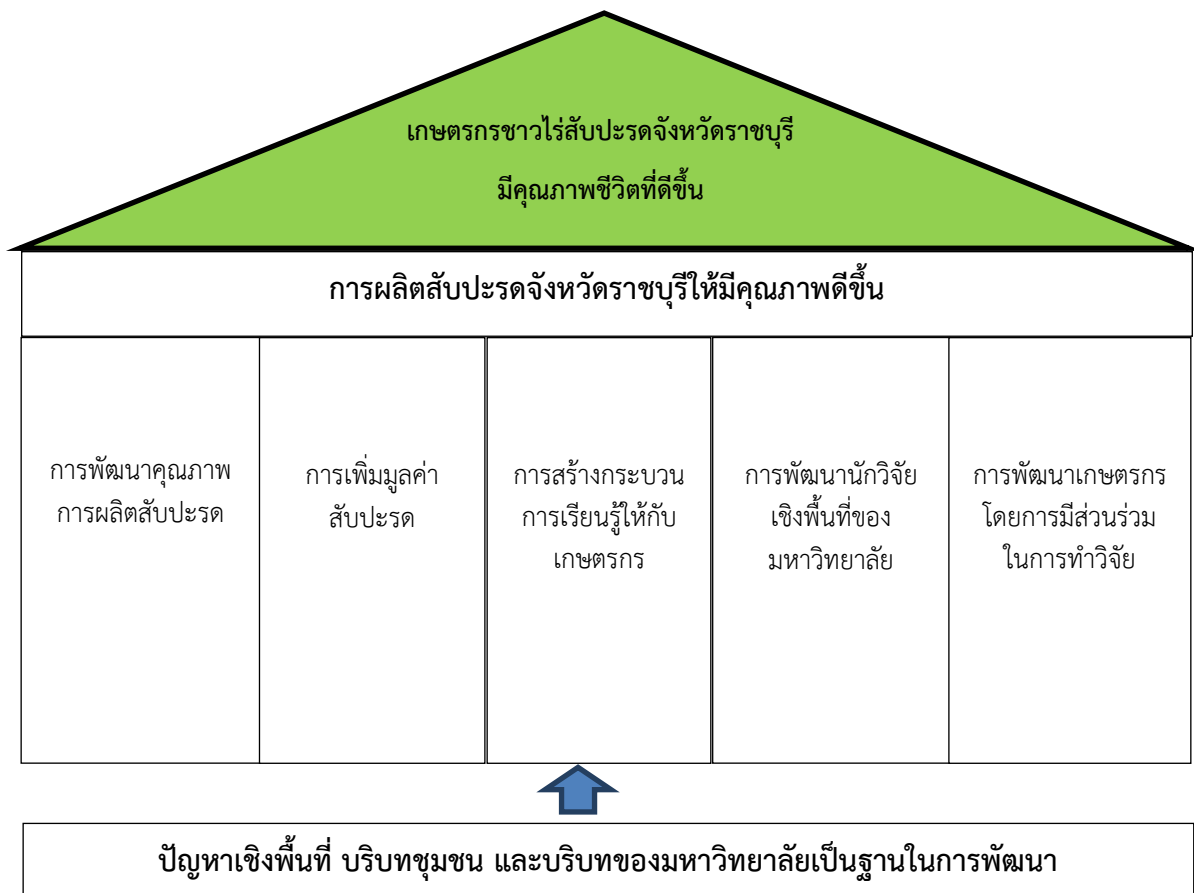 เกษตรกรชาวไร่สับปะรดจังหวัดราชบุรี
มีคุณภาพชีวิตที่ดีขึ้น
การผลิตสับปะรดจังหวัดราชบุรีให้มีคุณภาพดีขึ้น
การพัฒนาคุณภาพ
การผลิตสับปะรด
การเพิ่มมูลค่า
สับปะรด
การสร้างกระบวน
การเรียนรู้ให้กับ
เกษตรกร
การพัฒนานักวิจัย
เชิงพื้นที่ของ
มหาวิทยาลัย
การพัฒนาเกษตรกร
โดยการมีส่วนร่วม
ในการทำวิจัย
ปัญหาเชิงพื้นที่ บริบทชุมชน และบริบทของมหาวิทยาลัยเป็นฐานในการพัฒนา